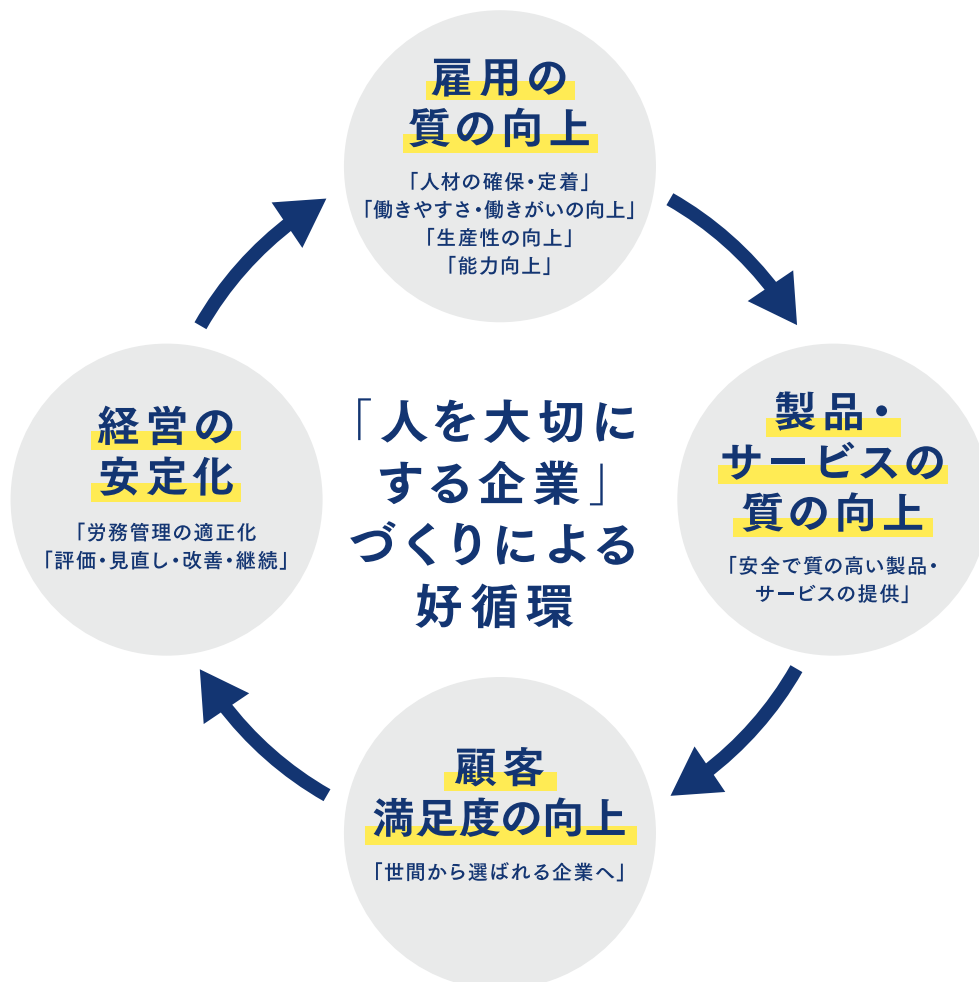 雇用の
質の向上
「人材の確保・定着」
「働きやすさ・働きがいの向上」
「生産性の向上」
「能力向上」
製品・
サービスの
質の向上
「安全で質の高い製品・
サービスの提供」
顧客
満足度の向上
「世間から選ばれる企業へ」
経営の
安定化
「労務管理の適正化
「評価・見直し・改善・継続」
「人を大切に
する企業」
づくりによる
好循環